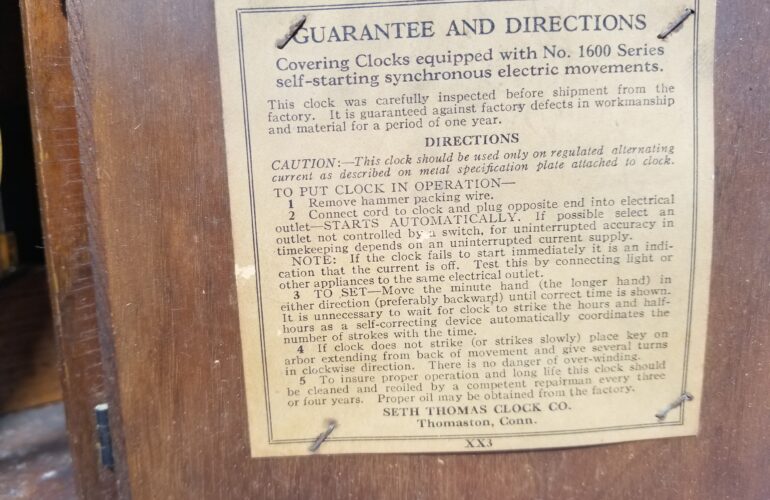 GUARANTEE AND DIRECTIONS
Covering Clocks equipped with No. 1600 Series
self-starting synchronous electric movements.
This clock was carefully inspected before shipment from the
factory. It is guaranteed against factory defects in workmanship
and material for a period of one year.
DIRECTIONS
CAUTION:—This clock should be used only on regulated alternating
current as described on metal specification plate attached to clock.
TO PUT CLOCK IN OPERATION—
1 Remove hammer packing wire.
2 Connect cord to clock and plug opposite end into electrical
outlet—STARTS AUTOMATICALLY. If possible select an
outlet not controlled by a switch, for uninterrupted accuracy in
timekeeping depends on an uninterrupted current supply.
NOTE: If the clock fails to start immediately it is an indi-
cation that the current is off. Test this by connecting light or
other appliances to the same electrical outlet.
3 TO SET—Move the minute hand (the longer hand) in
either direction (preferably backward) until correct time is shown.
It is unnecessary to wait for clock to strike the hours and half-
hours as a self-correcting device automatically coordinates the
number of strokes with the time.
4 If clock does not strike (or strikes slowly) place key on
arbor extending from back of movement and give several turns
in clockwise direction. There is no danger of over-winding.
5 To insure proper operation and long life this clock should
be cleaned and reoiled by a competent repairman every three
or four years. Proper oil may be obtained from the factory.
SETH THOMAS CLOCK CO.
Thomaston, Conn.
XX3